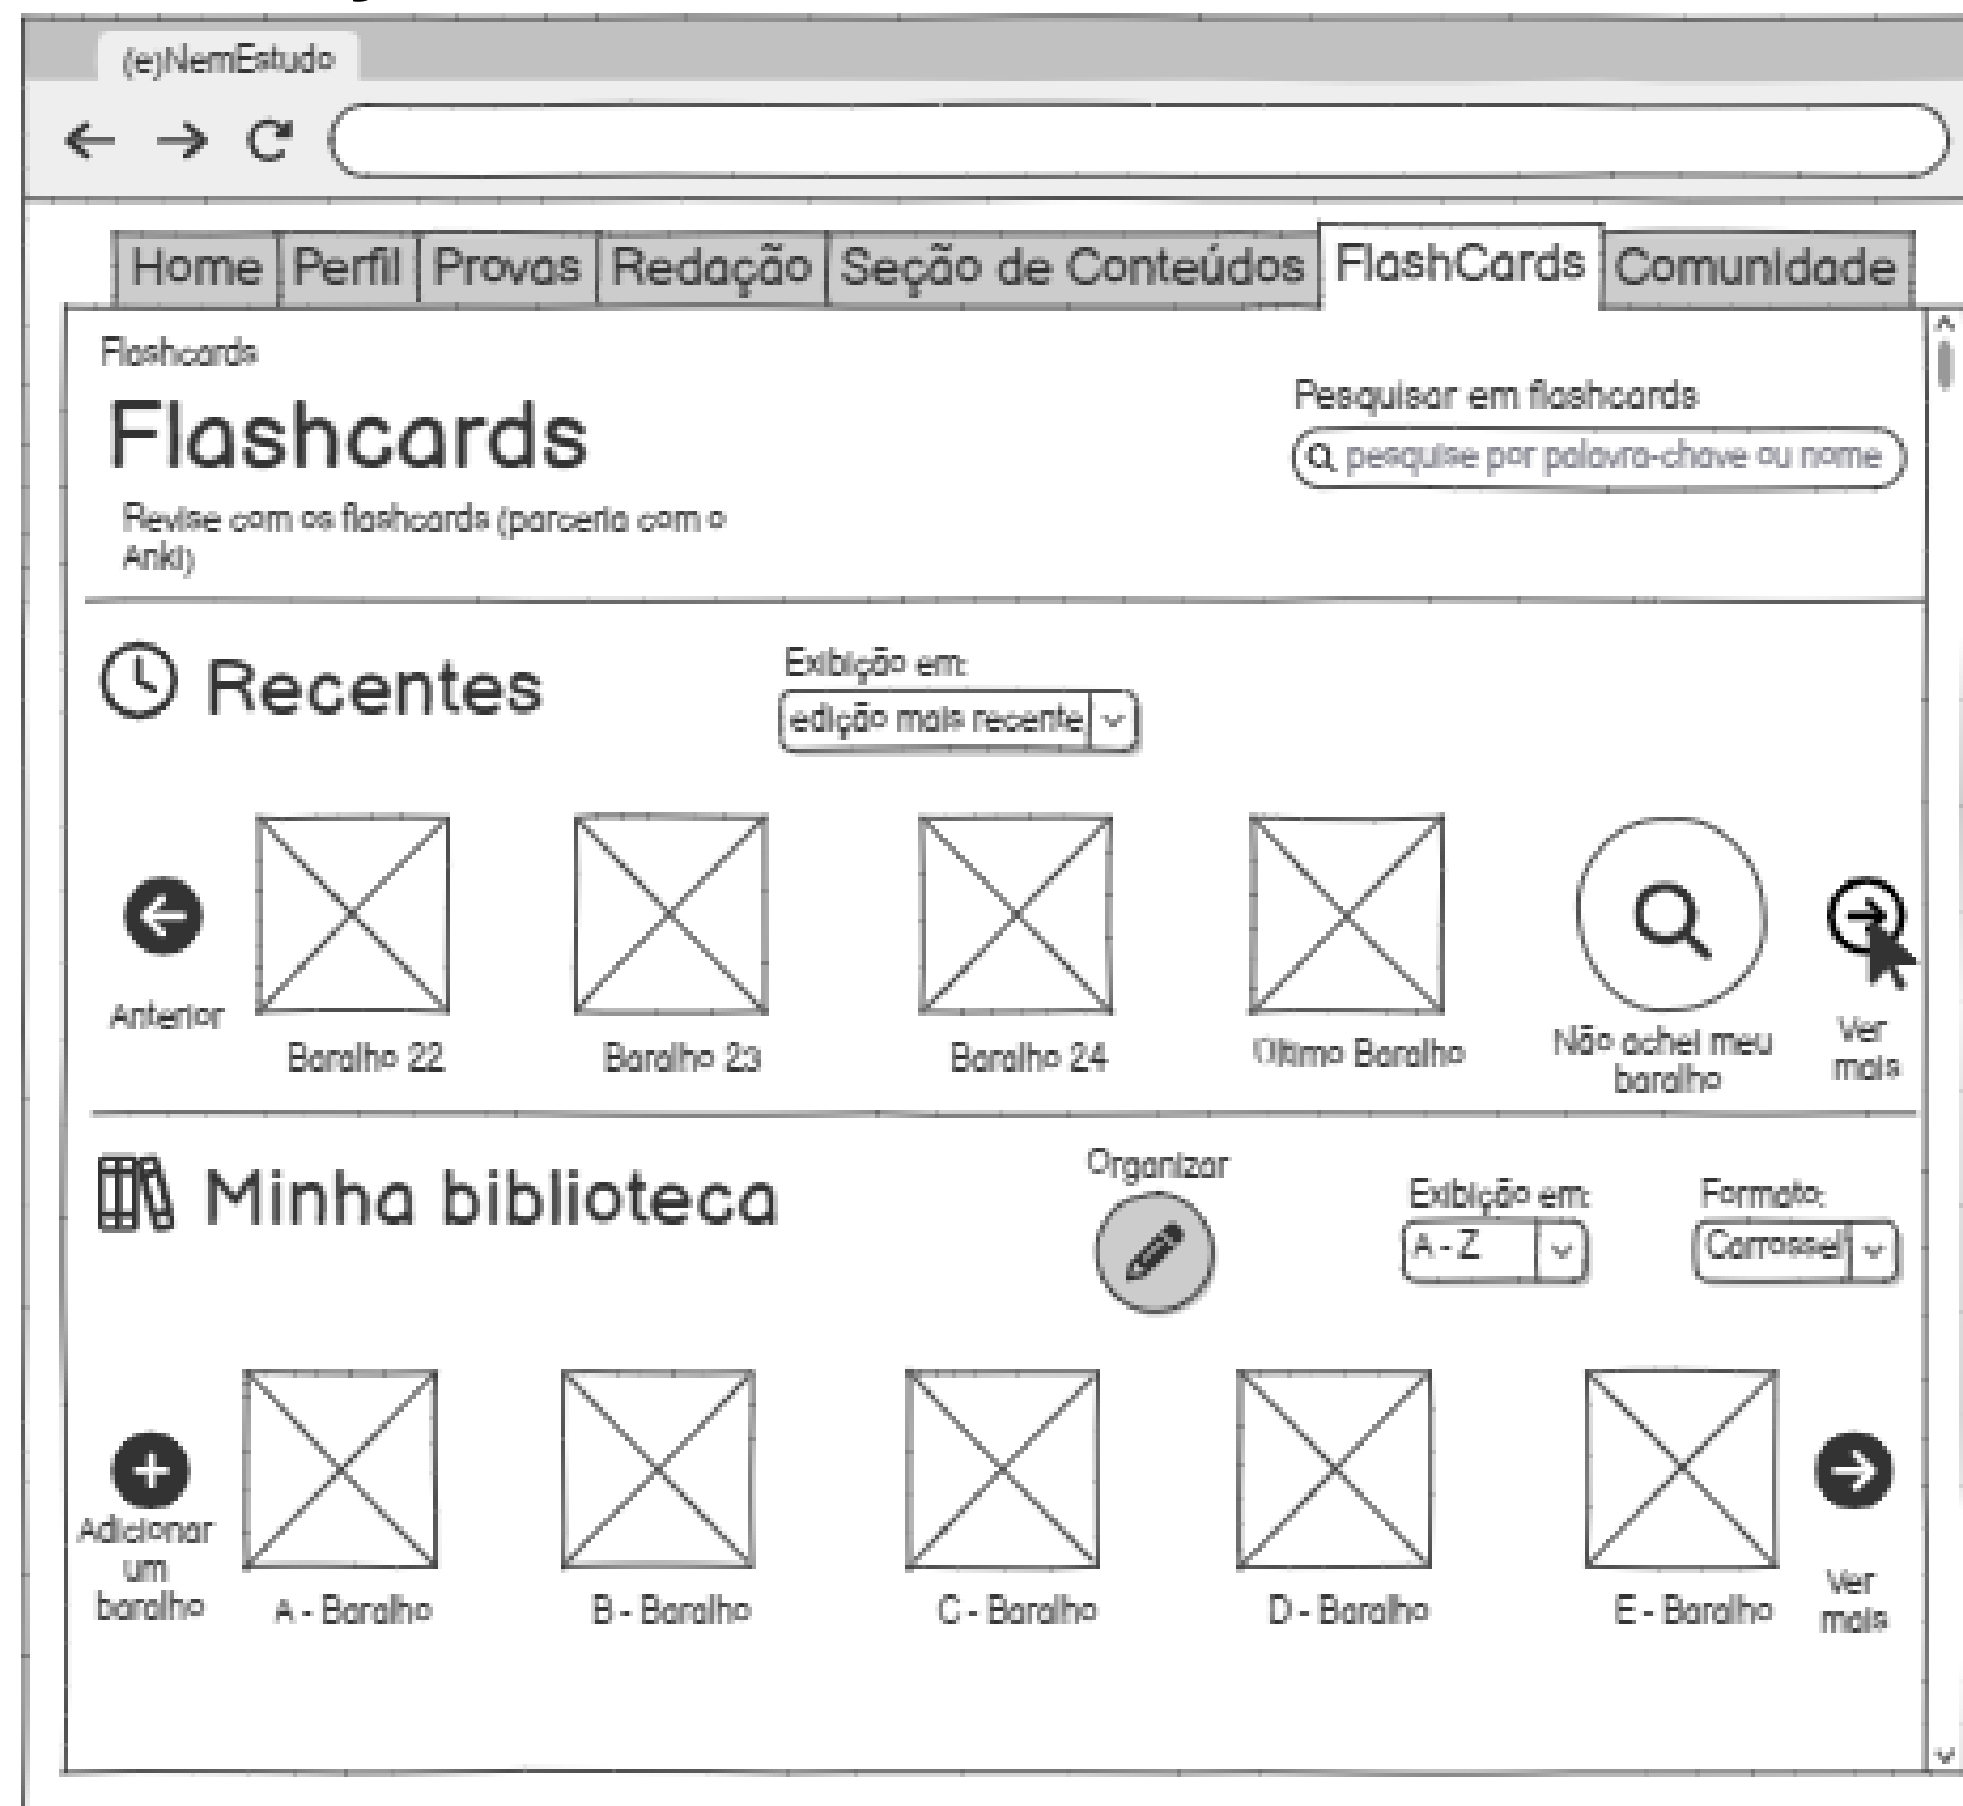 (e)NemEstudo
Home Perfil Provas Redação Seção de Conteúdos FlashCards Comunidade
Flashcards
Flashcards
Pesquisar em flashcards
pesquise por palavra-chave ou nome
Revise com os flashcards (parceria com o
Anki)
Recentes
Exibição em:
edição mais recente
Anterior
Baralho 22
Baralho 23
Baralho 24
Último Baralho
Não achei meu
baralho
Ver
mais
Minha biblioteca
Organizar
Exibição em:
A - Z
Formato:
Carrossel
Adicionar
um
baralho
A - Baralho
B - Baralho
C - Baralho
D - Baralho
E - Baralho
Ver
mais